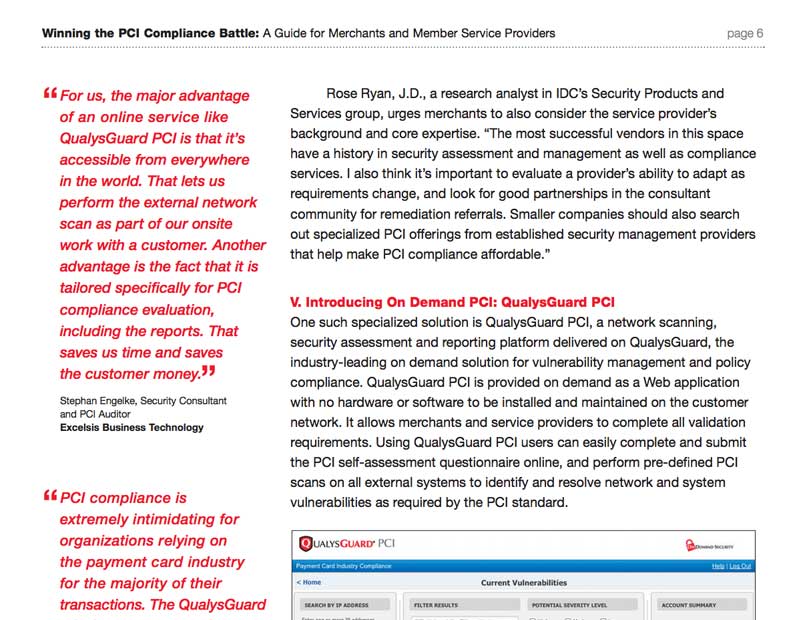 Winning the PCI Compliance Battle: A Guide for Merchants and Member Service Providers
page 6
“For us, the major advantage
of an online service like
QualysGuard PCI is that it’s
accessible from everywhere
in the world. That lets us
perform the external network
scan as part of our onsite
work with a customer. Another
advantage is the fact that it is
tailored specifically for PCI
compliance evaluation,
including the reports. That
saves us time and saves
the customer money.”
Stephan Engelke, Security Consultant
and PCI Auditor
Excelsis Business Technology
“PCI compliance is
extremely intimidating for
organizations relying on
the payment card industry
for the majority of their
transactions. The QualysGuard
Rose Ryan, J.D., a research analyst in IDC’s Security Products and
Services group, urges merchants to also consider the service provider’s
background and core expertise. “The most successful vendors in this space
have a history in security assessment and management as well as compliance
services. I also think it’s important to evaluate a provider’s ability to adapt as
requirements change, and look for good partnerships in the consultant
community for remediation referrals. Smaller companies should also search
out specialized PCI offerings from established security management providers
that help make PCI compliance affordable.”
V. Introducing On Demand PCI: QualysGuard PCI
One such specialized solution is QualysGuard PCI, a network scanning,
security assessment and reporting platform delivered on QualysGuard, the
industry-leading on demand solution for vulnerability management and policy
compliance. QualysGuard PCI is provided on demand as a Web application
with no hardware or software to be installed and maintained on the customer
network. It allows merchants and service providers to complete all validation
requirements. Using QualysGuard PCI users can easily complete and submit
the PCI self-assessment questionnaire online, and perform pre-defined PCI
scans on all external systems to identify and resolve network and system
vulnerabilities as required by the PCI standard.
QUALYSGUARD PCI
Demand Security
Payment Card Industry Compliance
Help | Log Out
< Home
Current Vulnerabilities
SEARCH BY IP ADDRESS
FILTER RESULTS
POTENTIAL SEVERITY LEVEL
ACCOUNT SUMMARY